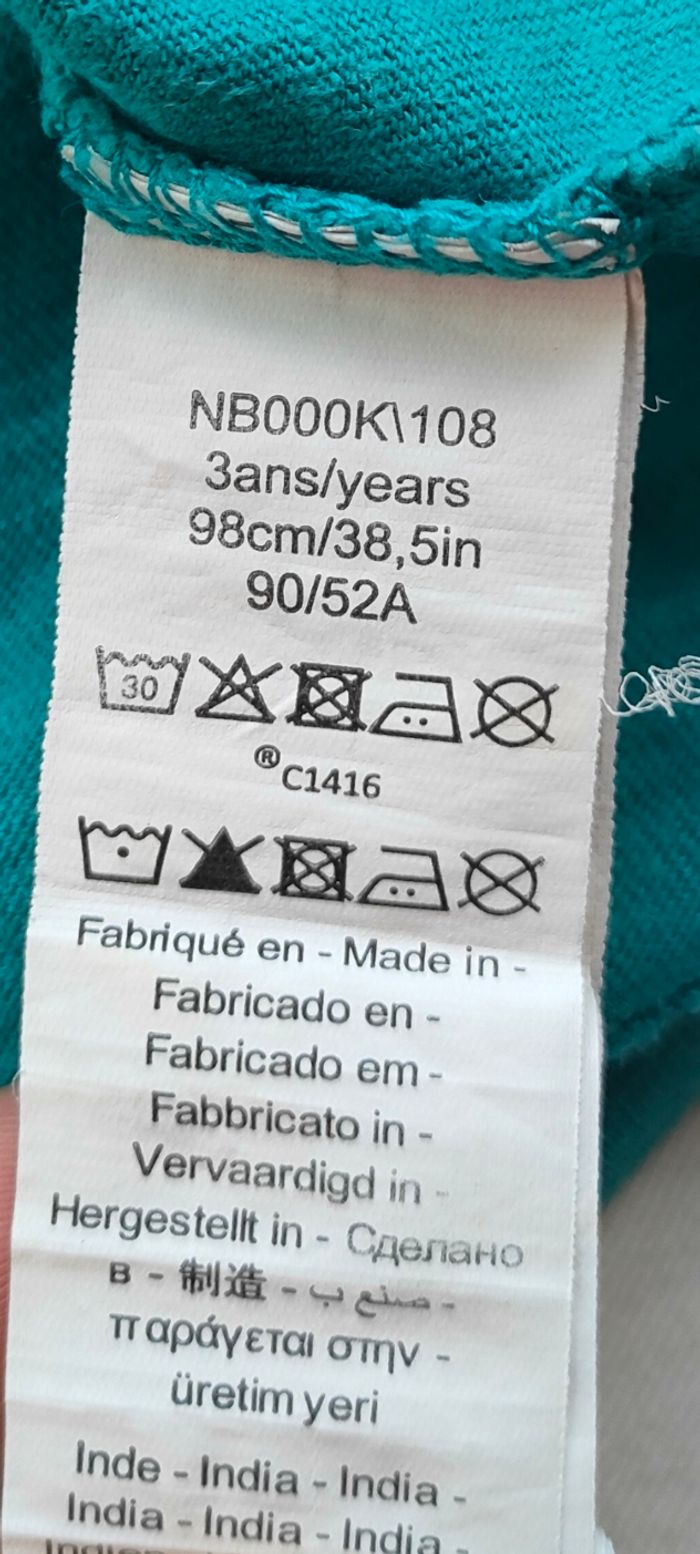 NB000K\108
3ans/years
98cm/38,5in
90/52A
30
®C1416
Fabriqué en - Made in -
Fabricado en -
Fabricado em -
Fabbricato in -
Vervaardigd in -
Hergestellt in - Сделано
в - 制造 - صنع ب -
παράγεται στην -
üretim yeri
Inde - India - India -
India - India - India -